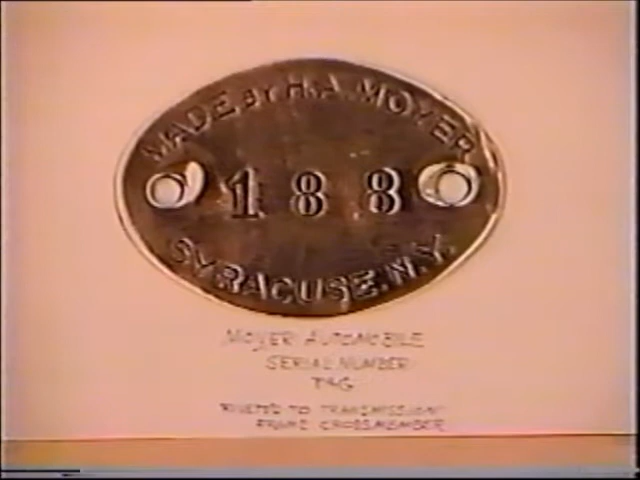 MADE BY H.A. MOYER
188
SYRACUSE. N.Y.
MOYER AUTOMOBILE
SERIAL NUMBER
TAG
RIVETED TO TRANSMISSION
FRAME CROSSMEMBER